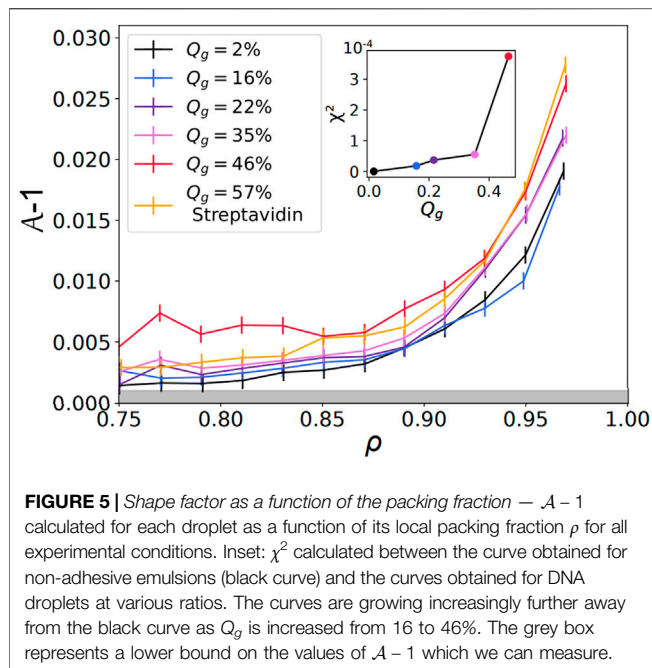 0.030
0.025
0.020
0.015
0.010
0.005
0.000
A-1
Q_g = 2%
Q_g = 16%
Q_g = 22%
Q_g = 35%
Q_g = 46%
Q_g = 57%
Streptavidin
10^-4
3
2
1
0
χ²
0.0 0.2 0.4
Q_g
0.75 0.80 0.85 0.90 0.95 1.00
ρ
FIGURE 5 | Shape factor as a function of the packing fraction — A – 1
calculated for each droplet as a function of its local packing fraction ρ for all
experimental conditions. Inset: χ² calculated between the curve obtained for
non-adhesive emulsions (black curve) and the curves obtained for DNA
droplets at various ratios. The curves are growing increasingly further away
from the black curve as Q_g is increased from 16 to 46%. The grey box
represents a lower bound on the values of A – 1 which we can measure.